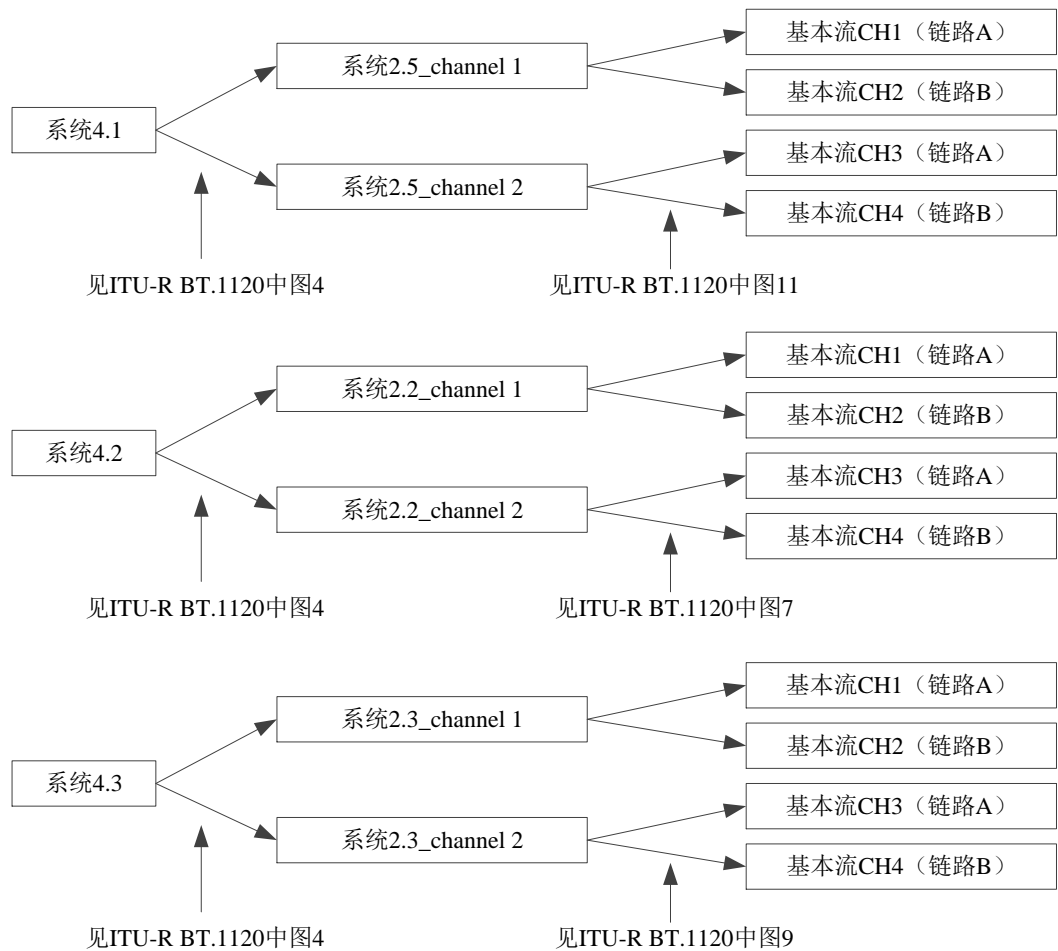 基本流CH1（链路A）
系统2.5_channel 1
基本流CH2（链路B）
系统4.1
基本流CH3（链路A）
系统2.5_channel 2
基本流CH4（链路B）
见ITU-R BT.1120中图4
见ITU-R BT.1120中图11
基本流CH1（链路A）
系统2.2_channel 1
基本流CH2（链路B）
系统4.2
基本流CH3（链路A）
系统2.2_channel 2
基本流CH4（链路B）
见ITU-R BT.1120中图4
见ITU-R BT.1120中图7
基本流CH1（链路A）
系统2.3_channel 1
基本流CH2（链路B）
系统4.3
基本流CH3（链路A）
系统2.3_channel 2
基本流CH4（链路B）
见ITU-R BT.1120中图4
见ITU-R BT.1120中图9